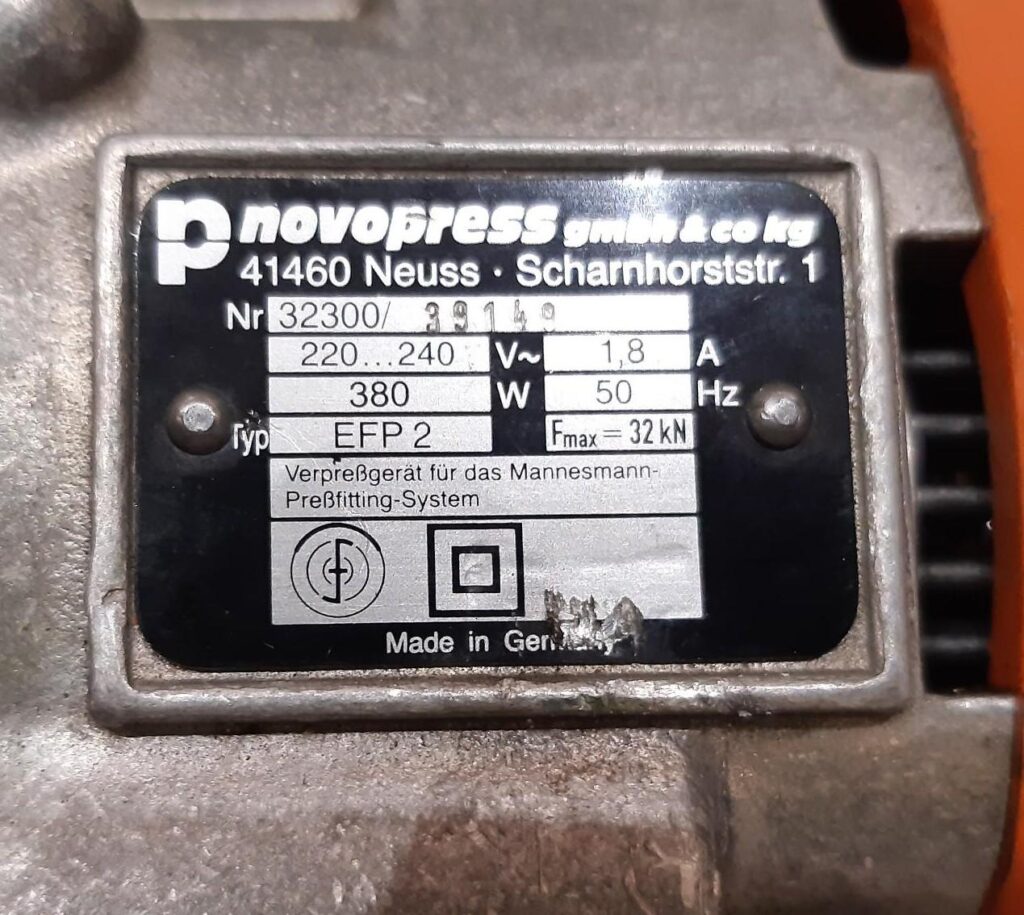 novopress gmbh & co kg
41460 Neuss · Scharnhorststr. 1
Nr 32300/ 39149
220...240 V~ 1,8 A
380 W 50 Hz
Typ EFP 2 Fmax = 32 kN
Verpreßgerät für das Mannesmann-
Preßfitting-System
Made in Germany